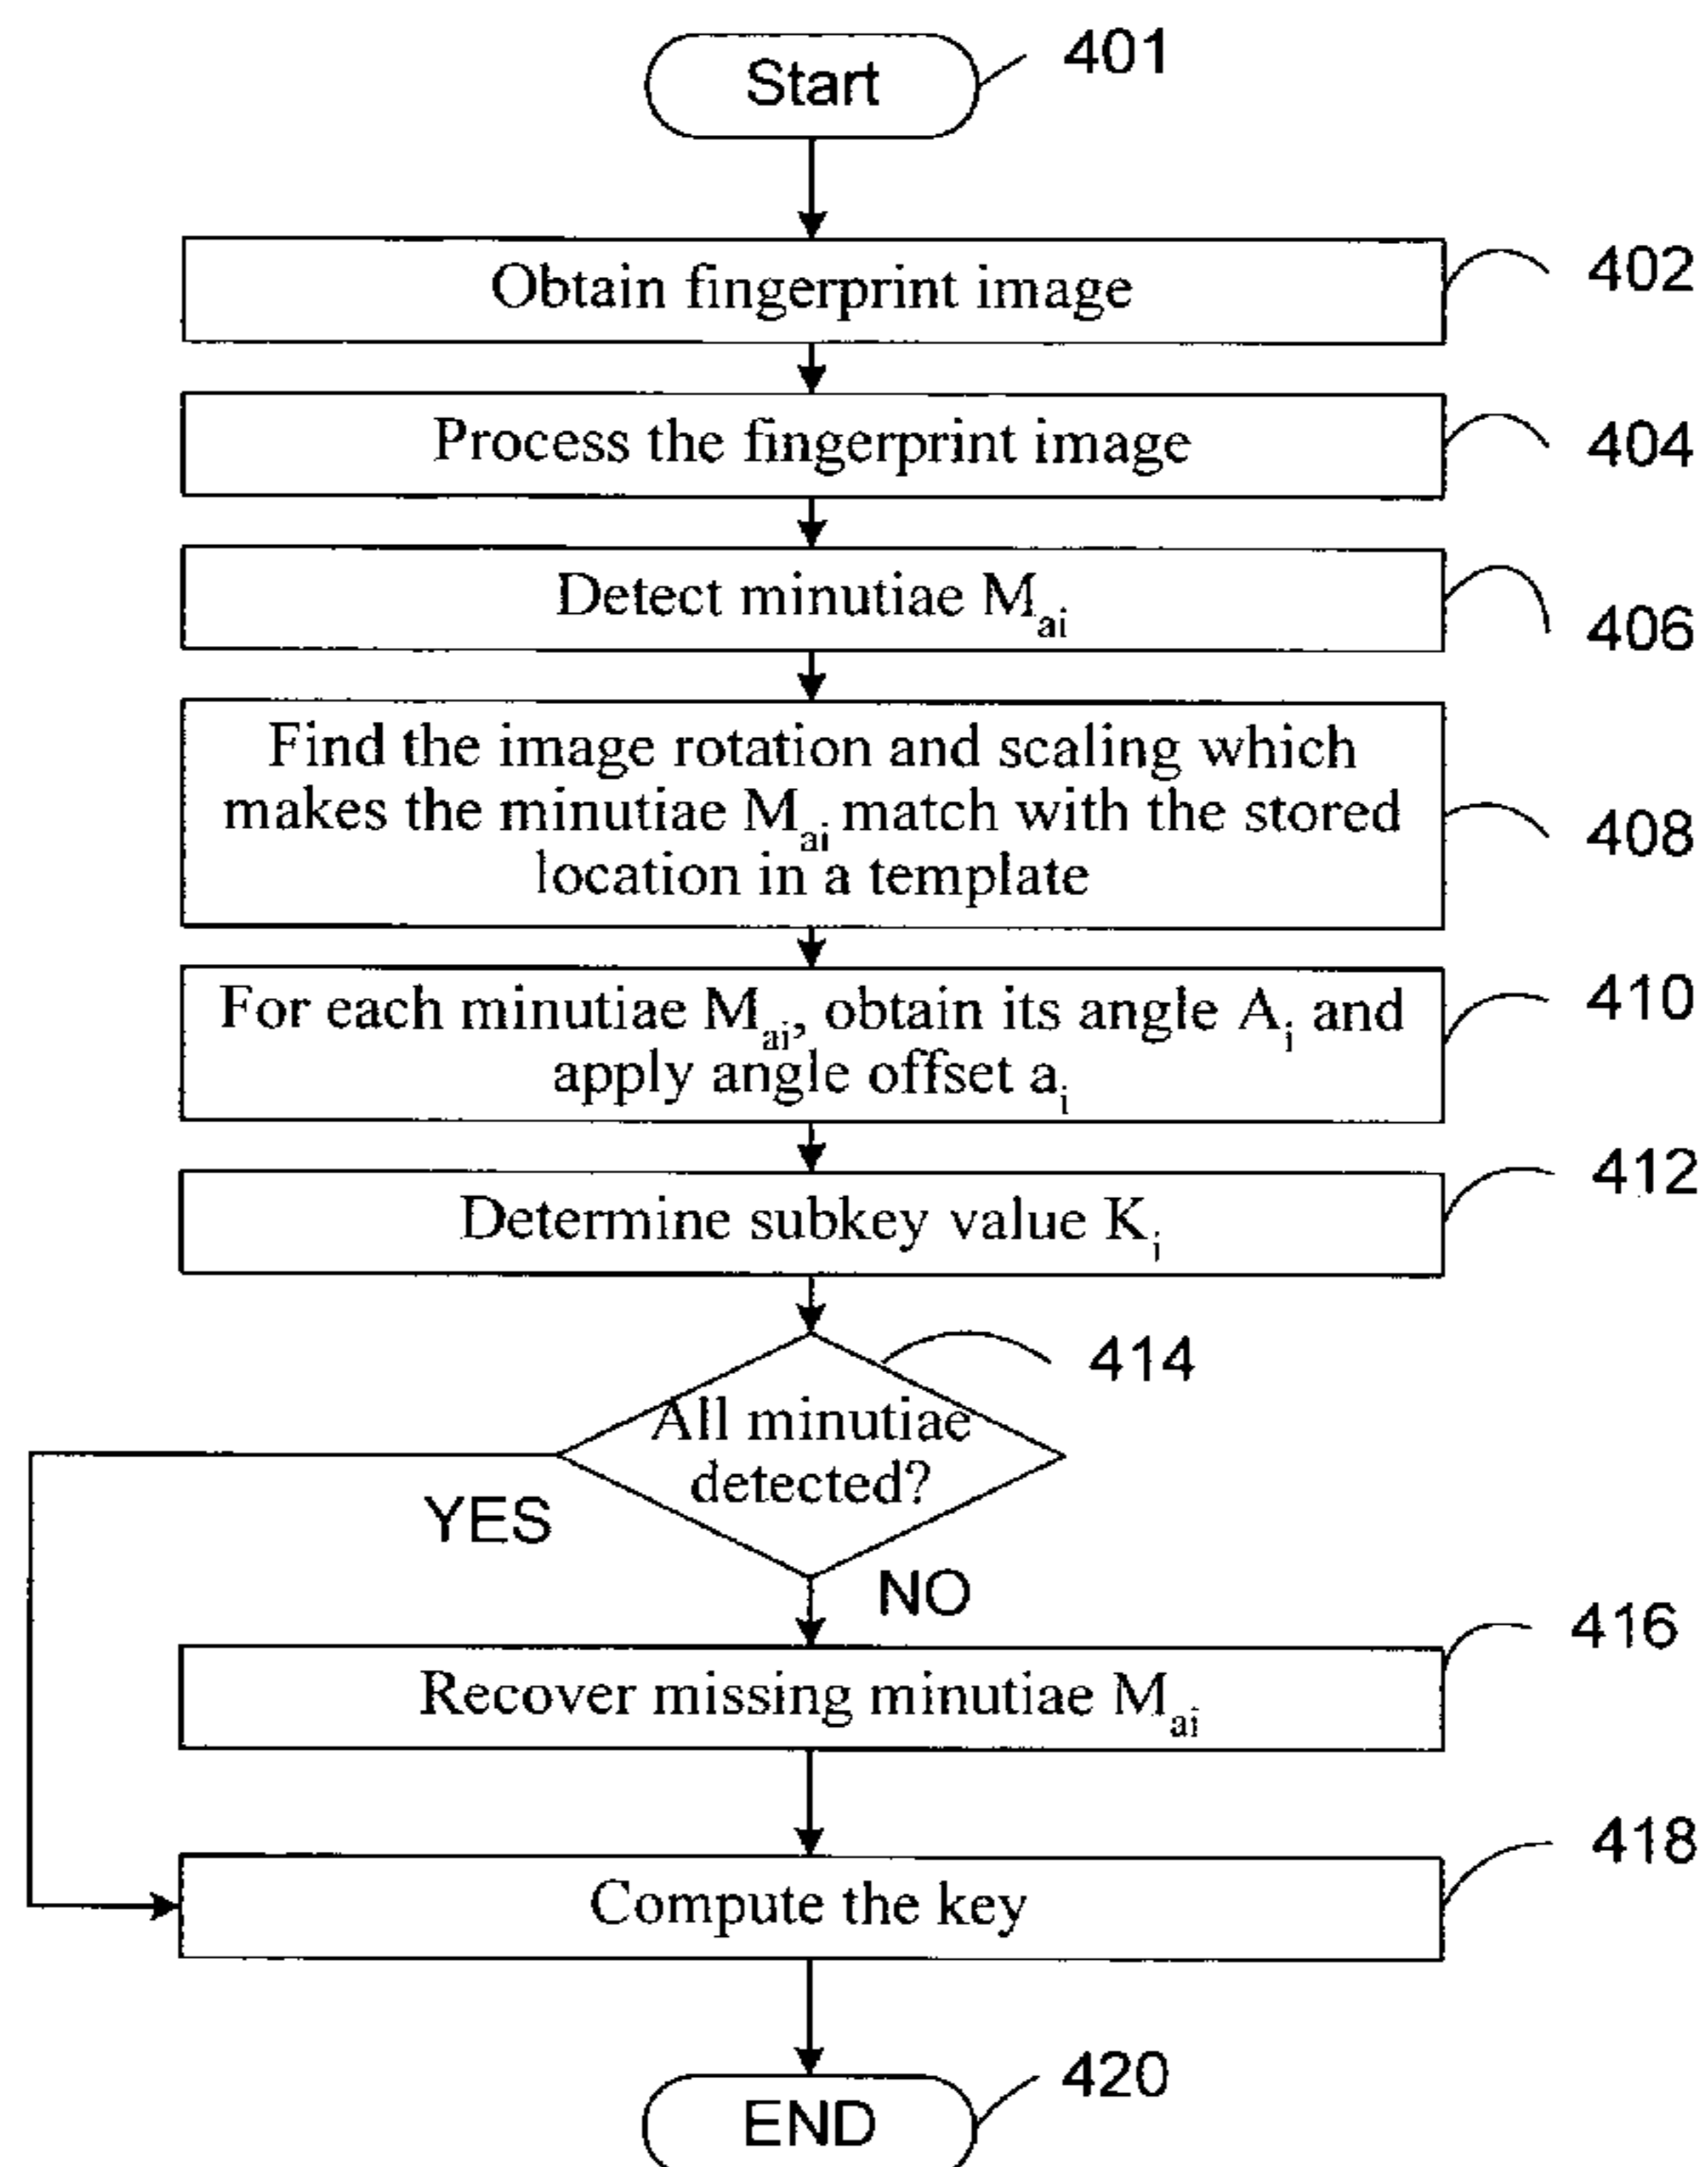 Start
401
Obtain fingerprint image
402
Process the fingerprint image
404
Detect minutiae Mai
406
Find the image rotation and scaling which
makes the minutiae Mai match with the stored
location in a template
408
For each minutiae Mai, obtain its angle Ai and
apply angle offset ai
410
Determine subkey value Ki
412
All minutiae
detected?
414
YES
NO
Recover missing minutiae Mai
416
Compute the key
418
END
420